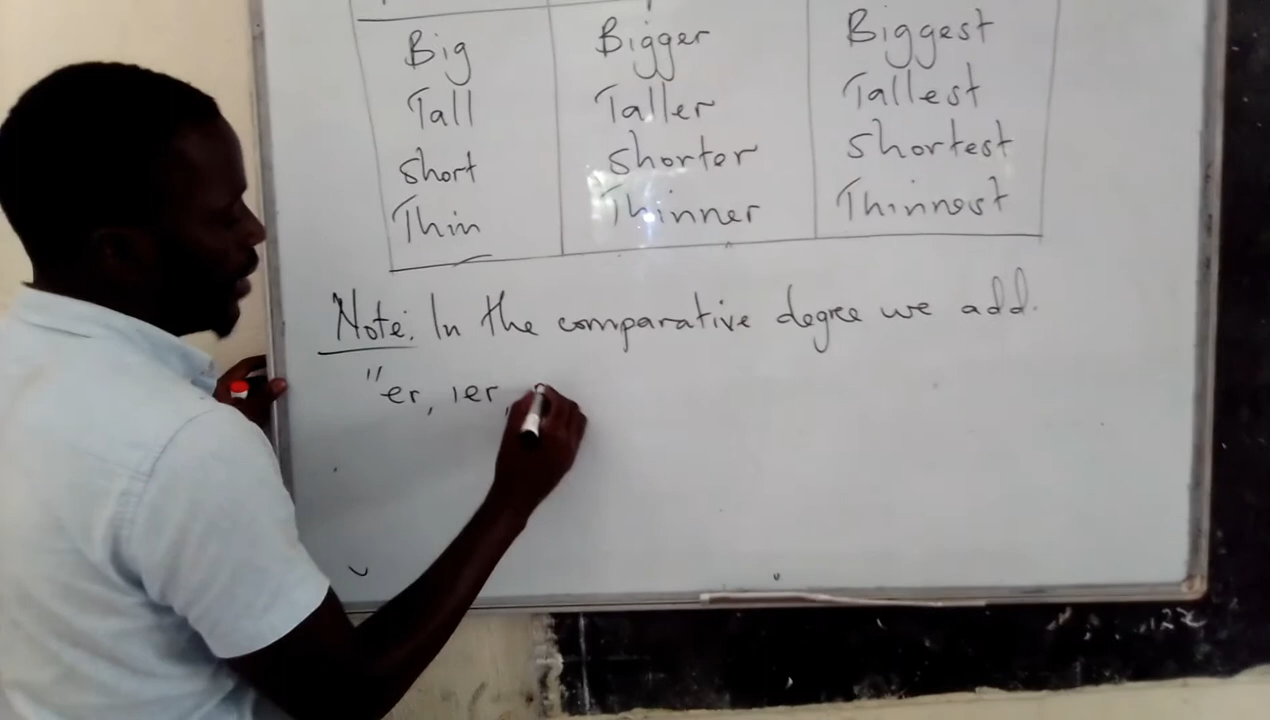 Big Bigger Biggest
Tall Taller Tallest
Short Shorter Shortest
Thin Thinner Thinnest
Note: In the comparative degree we add.
"er, ier,